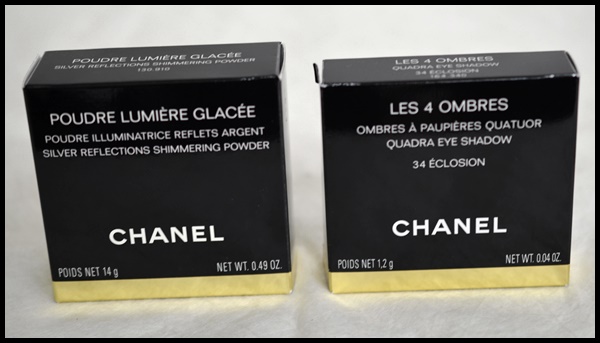 POUDRE LUMIÈRE GLACÉE
SILVER REFLECTIONS SHIMMERING POWDER
POUDRE LUMIÈRE GLACÉE
POUDRE ILLUMINATRICE REFLETS ARGENT
SILVER REFLECTIONS SHIMMERING POWDER
CHANEL
POIDS NET 14 g NET WT. 0.49 OZ.
LES 4 OMBRES
QUADRA EYE SHADOW
34 ÉCLOSION
LES 4 OMBRES
OMBRES À PAUPIÈRES QUATUOR
QUADRA EYE SHADOW
34 ÉCLOSION
CHANEL
POIDS NET 1,2 g NET WT. 0.04 OZ.